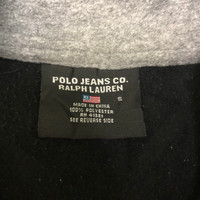 POLO JEANS CO.
RALPH LAUREN
S
MADE IN CHINA
100% POLYESTER
RN 41381
SEE REVERSE SIDE